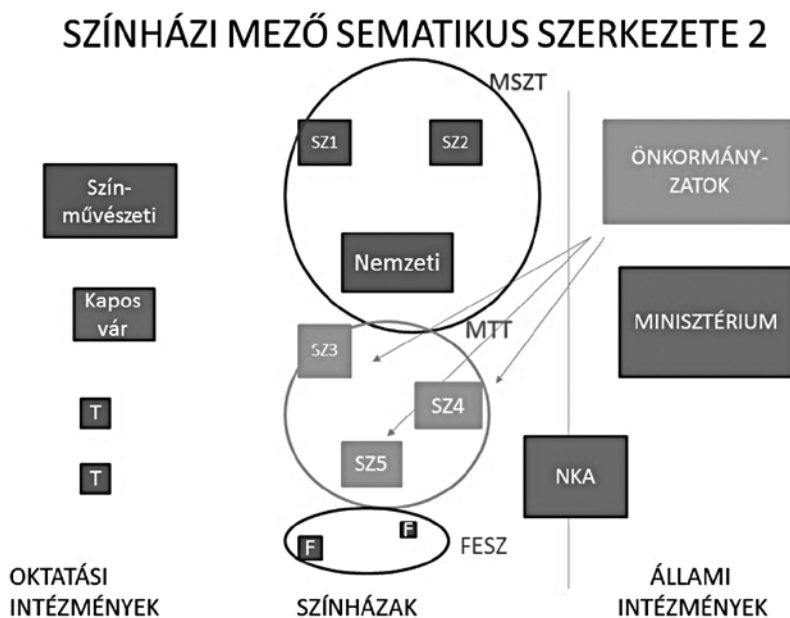 SZÍNHÁZI MEZŐ SEMATIKUS SZERKEZETE 2
MSZT
SZ1
SZ2
ÖNKORMÁNY-
ZATOK
Szín-
művészeti
Nemzeti
Kapos
vár
MINISZTÉRIUM
MTT
SZ3
SZ4
T
SZ5
T
NKA
F
F
FESZ
OKTATÁSI
INTÉZMÉNYEK
SZÍNHÁZAK
ÁLLAMI
INTÉZMÉNYEK